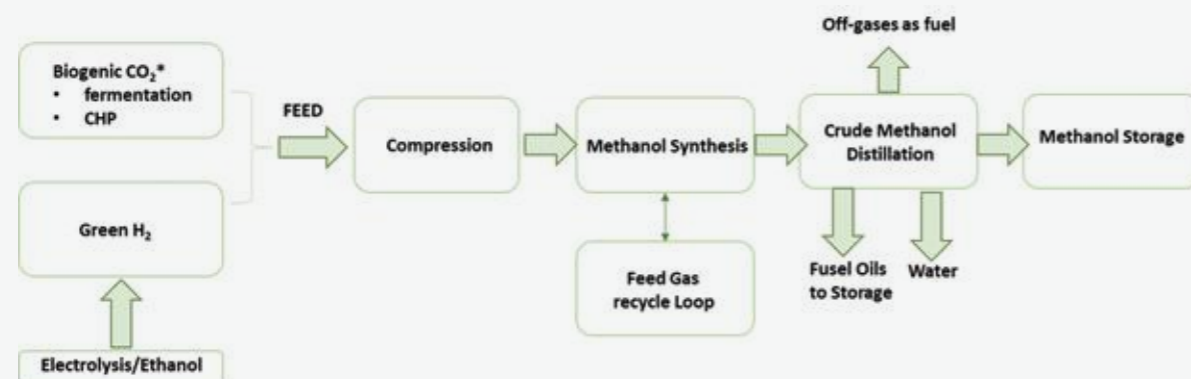 Off-gases as fuel
Biogenic CO₂*
• fermentation
• CHP
FEED
Compression
Methanol Synthesis
Crude Methanol
Distillation
Methanol Storage
Green H₂
Feed Gas
recycle Loop
Fusel Oils
to Storage
Water
Electrolysis/Ethanol